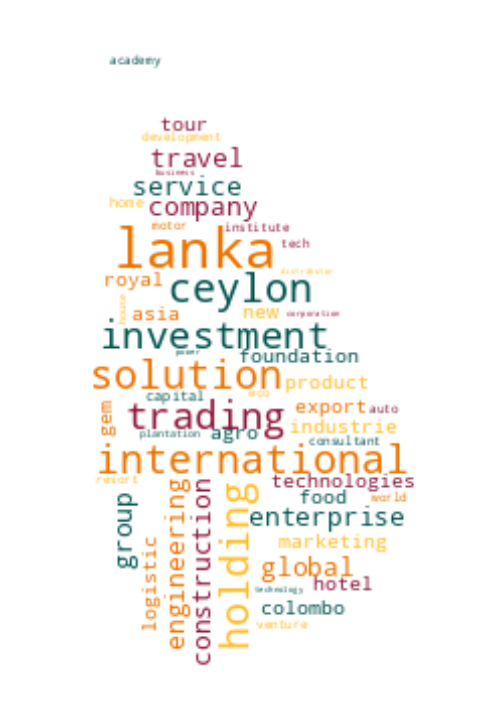 academy
tour
development
travel
business
service
home
company
motor
institute
lanka
tech
distributor
royal
ceylon
house
asia
new
corporation
investment
power
foundation
solution
product
capital
eco
gem
trading
export
auto
industrie
plantation
agro
consultant
international
resort
technologies
group
food
world
engineering
construction
holding
enterprise
logistic
marketing
global
hotel
technology
colombo
venture